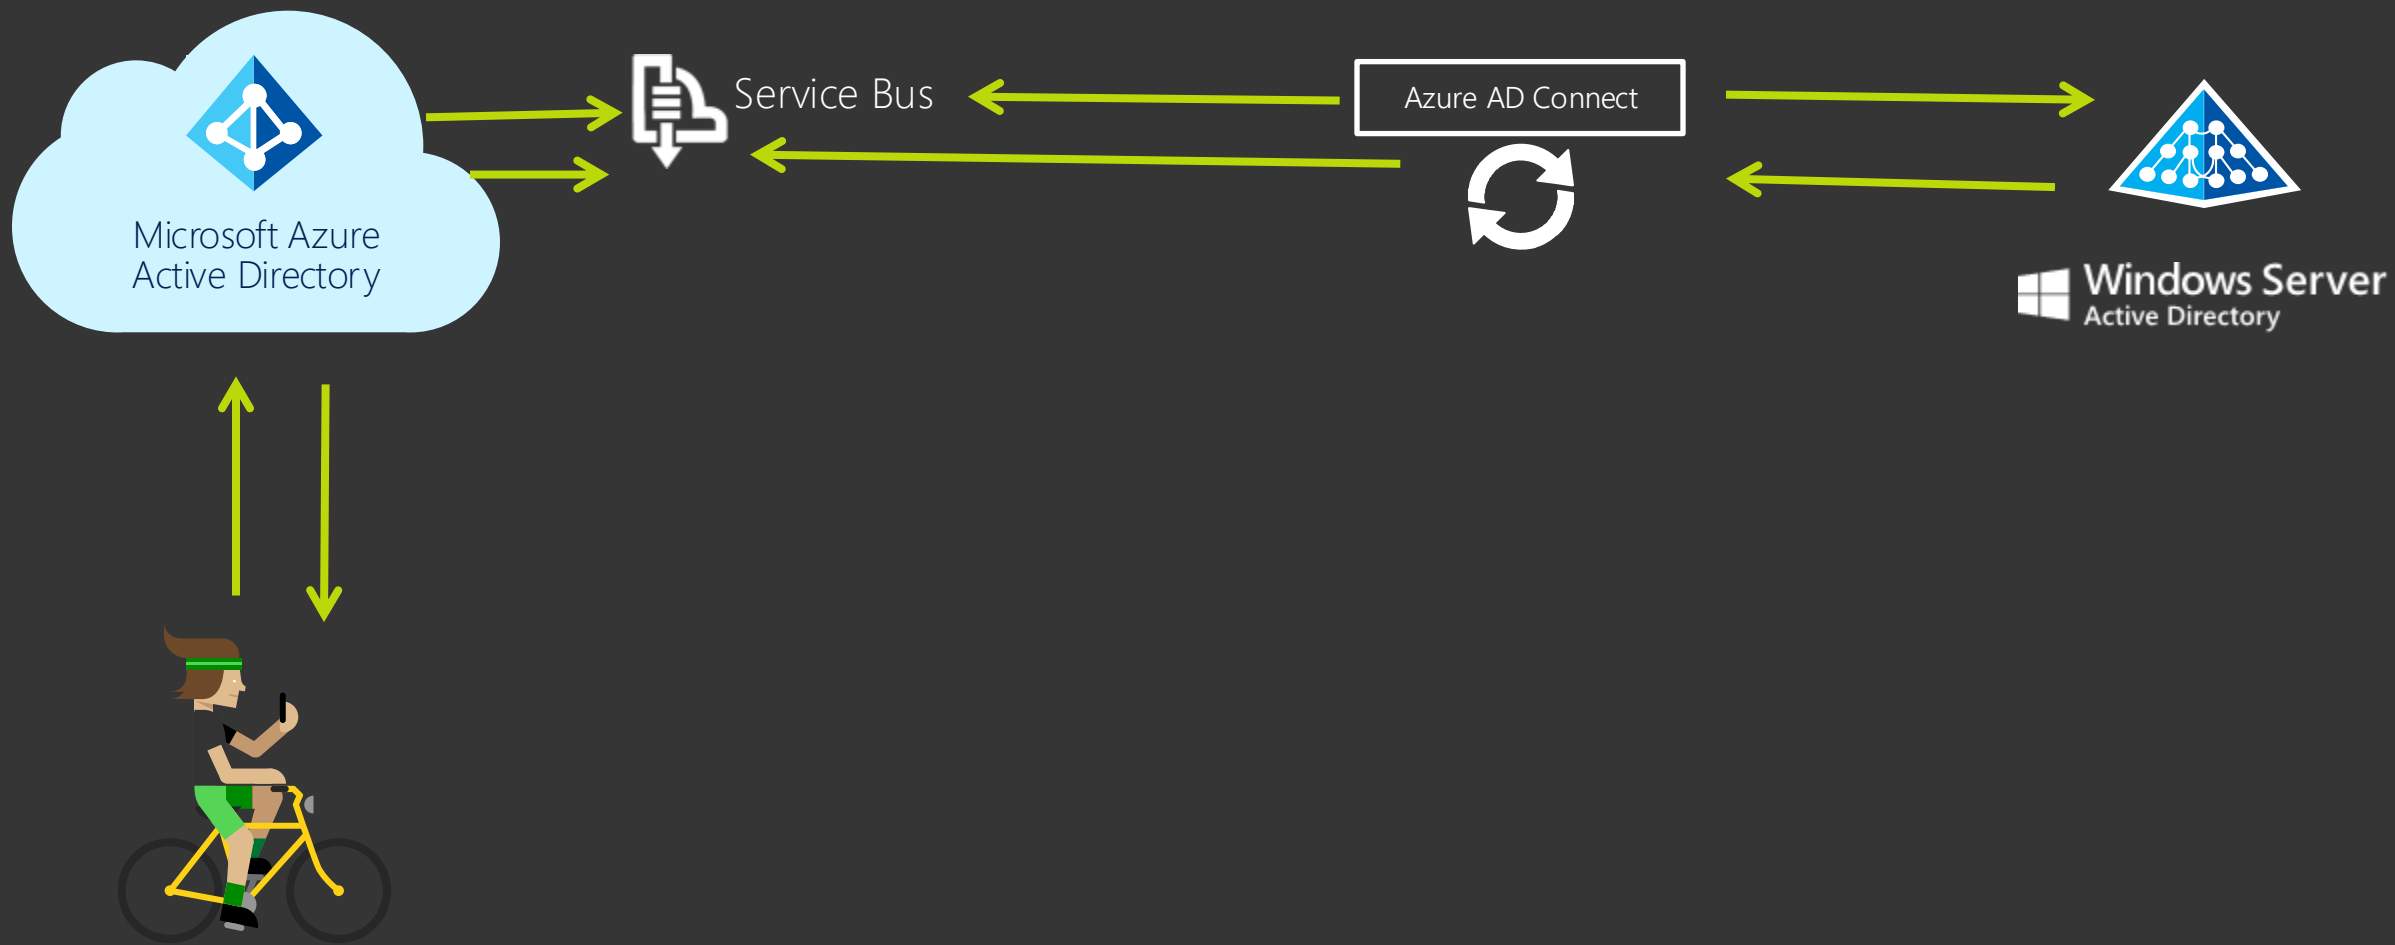 Microsoft Azure
Active Directory
Service Bus
Azure AD Connect
Windows Server
Active Directory